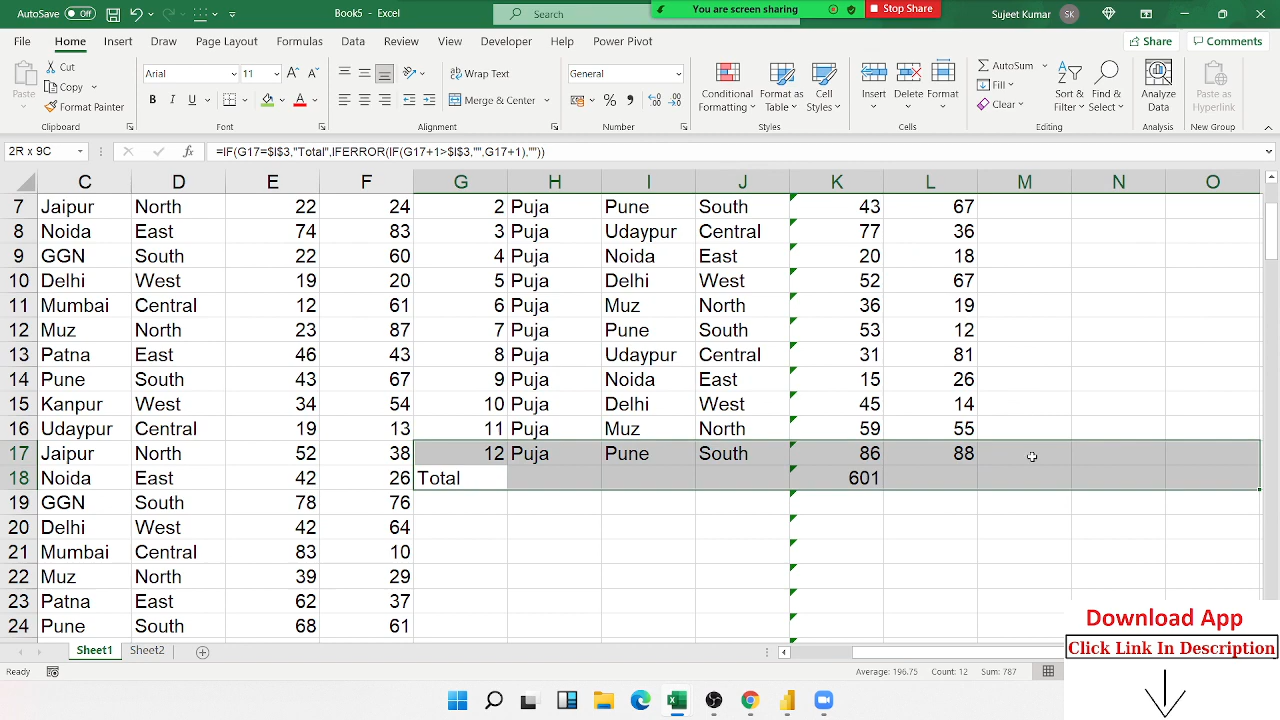 AutoSave Off Book5 - Excel Search You are screen sharing Stop Share Sujeet Kumar SK
File Home Insert Draw Page Layout Formulas Data Review View Developer Help Power Pivot Share Comments
Paste Cut Copy Format Painter Clipboard
Arial 11 B I U A Font
Wrap Text Merge & Center Alignment
General % Number
Conditional Formatting Format as Table Cell Styles Styles
Insert Delete Format Cells
AutoSum Fill Clear Sort & Filter Find & Select Editing
Analyze Data Analysis
Paste as Hyperlink New Group
2R x 9C fx =IF(G17=$I$3,"Total",IFERROR(IF(G17+1>$I$3,"",G17+1),""))
C D E F G H I J K L M N O
7 Jaipur North 22 24 2 Puja Pune South 43 67
8 Noida East 74 83 3 Puja Udaypur Central 77 36
9 GGN South 22 60 4 Puja Noida East 20 18
10 Delhi West 19 20 5 Puja Delhi West 52 67
11 Mumbai Central 12 61 6 Puja Muz North 36 19
12 Muz North 23 87 7 Puja Pune South 53 12
13 Patna East 46 43 8 Puja Udaypur Central 31 81
14 Pune South 43 67 9 Puja Noida East 15 26
15 Kanpur West 34 54 10 Puja Delhi West 45 14
16 Udaypur Central 19 13 11 Puja Muz North 59 55
17 Jaipur North 52 38 12 Puja Pune South 86 88
18 Noida East 42 26 Total 601
19 GGN South 78 76
20 Delhi West 42 64
21 Mumbai Central 83 10
22 Muz North 39 29
23 Patna East 62 37
24 Pune South 68 61
Download App
Click Link In Description
Sheet1 Sheet2
Ready Average: 196.75 Count: 12 Sum: 787